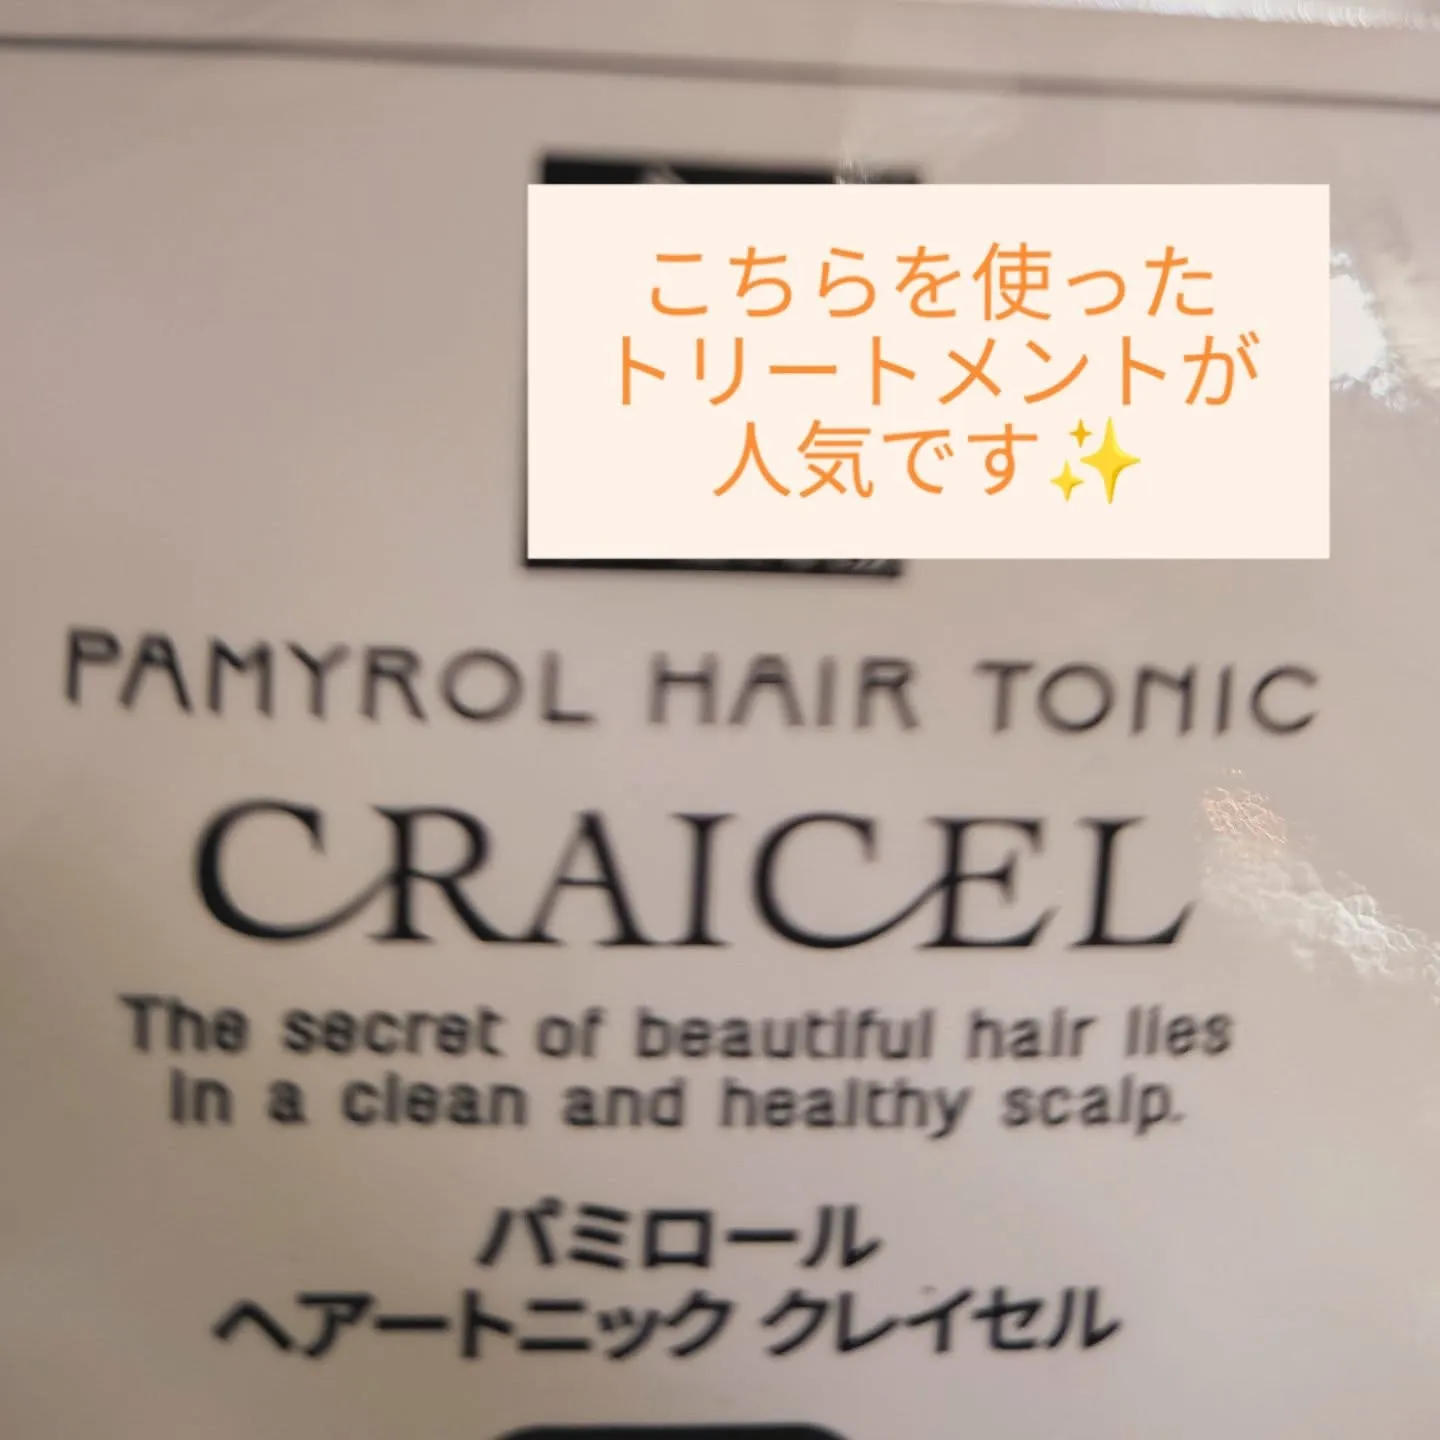 こちらを使った
トリートメントが
人気です✨
PAMYROL HAIR TONIC
CRAICEL
The secret of beautiful hair lies
in a clean and healthy scalp.
パミロール
ヘアートニック クレイセル